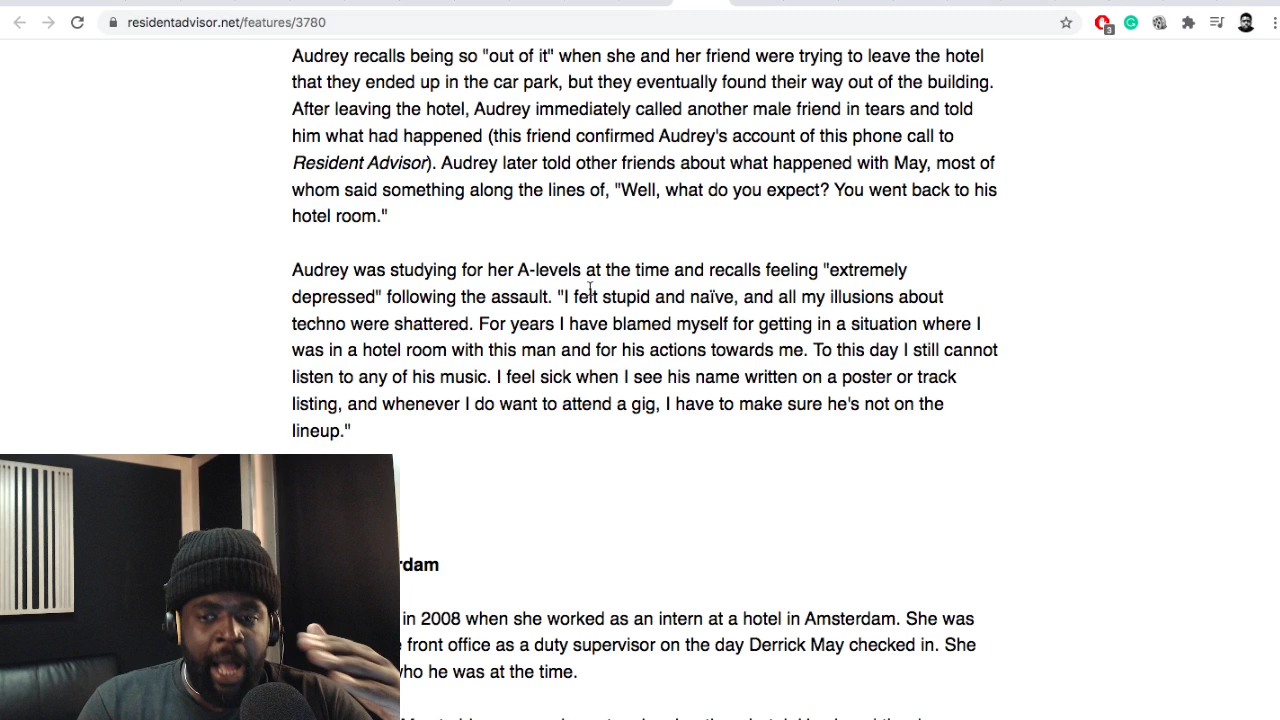 residentadvisor.net/features/3780
3
Audrey recalls being so "out of it" when she and her friend were trying to leave the hotel
that they ended up in the car park, but they eventually found their way out of the building.
After leaving the hotel, Audrey immediately called another male friend in tears and told
him what had happened (this friend confirmed Audrey's account of this phone call to
Resident Advisor). Audrey later told other friends about what happened with May, most of
whom said something along the lines of, "Well, what do you expect? You went back to his
hotel room."
Audrey was studying for her A-levels at the time and recalls feeling "extremely
depressed" following the assault. "I felt stupid and naïve, and all my illusions about
techno were shattered. For years I have blamed myself for getting in a situation where I
was in a hotel room with this man and for his actions towards me. To this day I still cannot
listen to any of his music. I feel sick when I see his name written on a poster or track
listing, and whenever I do want to attend a gig, I have to make sure he's not on the
lineup."
rdam
in 2008 when she worked as an intern at a hotel in Amsterdam. She was
front office as a duty supervisor on the day Derrick May checked in. She
who he was at the time.